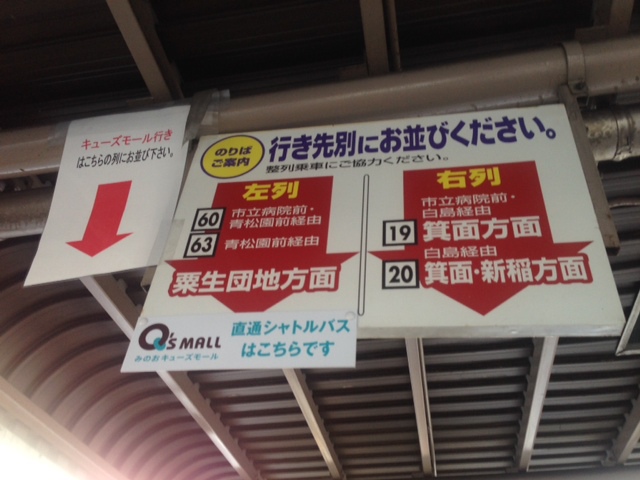 キューズモール行き
はこちらの列にお並び下さい。
のりば
ご案内
行き先別にお並びください。
整列乗車にご協力ください。
左列
60 市立病院前・
青松園前経由
63 青松園前経由
粟生団地方面
右列
市立病院前・
白島経由
19 箕面方面
白島経由
20 箕面・新稲方面
Q's MALL
みのおキューズモール
直通シャトルバス
はこちらです